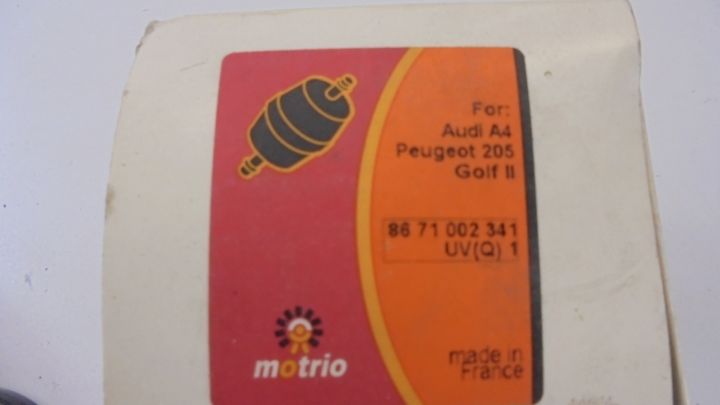 For:
Audi A4
Peugeot 205
Golf II
86 71 002 341
UV(Q) 1
motrio
made in
France